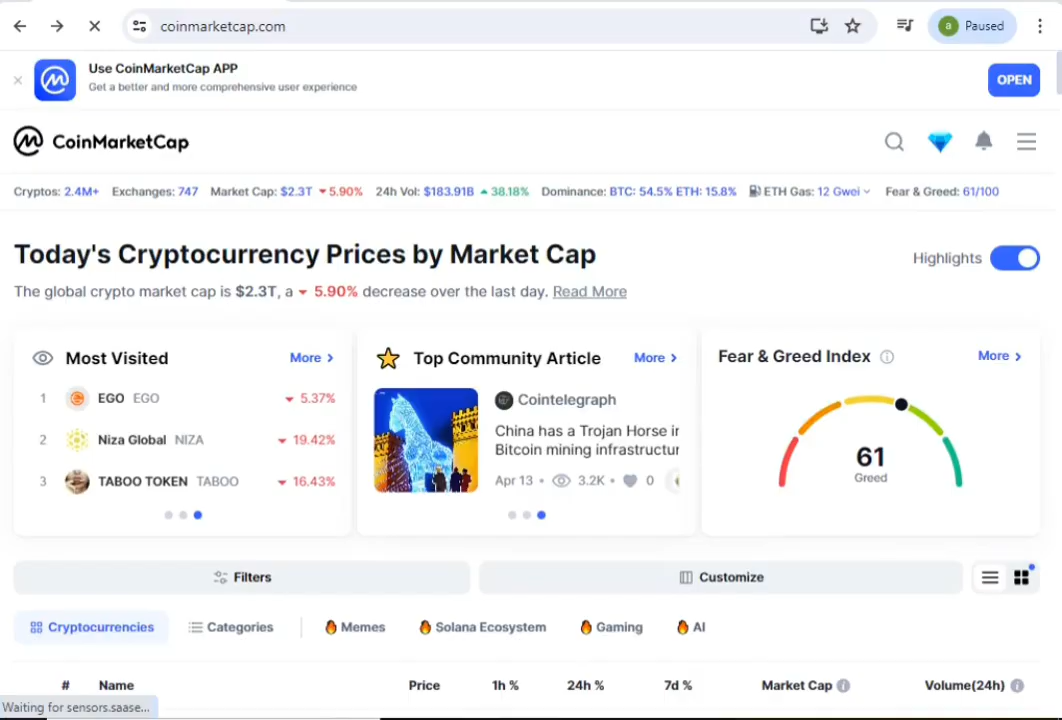 coinmarketcap.com
a Paused
Use CoinMarketCap APP
Get a better and more comprehensive user experience
OPEN
CoinMarketCap
Cryptos: 2.4M+ Exchanges: 747 Market Cap: $2.3T 5.90% 24h Vol: $183.91B 38.18% Dominance: BTC: 54.5% ETH: 15.8% ETH Gas: 12 Gwei Fear & Greed: 61/100
Today's Cryptocurrency Prices by Market Cap
Highlights
The global crypto market cap is $2.3T, a 5.90% decrease over the last day. Read More
Most Visited More
1 EGO EGO 5.37%
2 Niza Global NIZA 19.42%
3 TABOO TOKEN TABOO 16.43%
Top Community Article More
Cointelegraph
China has a Trojan Horse in
Bitcoin mining infrastructur
Apr 13 • 3.2K • 0
Fear & Greed Index More
61
Greed
Filters
Customize
Cryptocurrencies Categories Memes Solana Ecosystem Gaming AI
# Name Price 1h % 24h % 7d % Market Cap Volume(24h)
Waiting for sensors.saase...